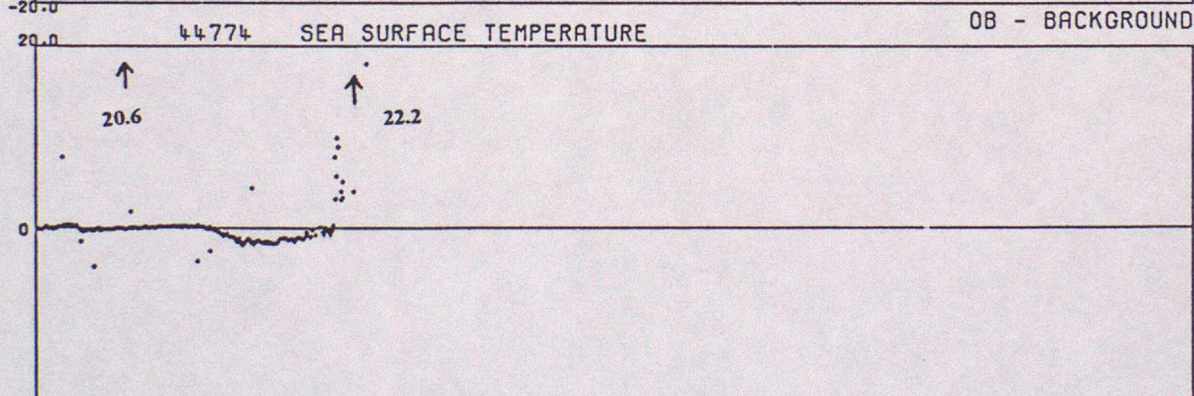 -20.0
44774 SEA SURFACE TEMPERATURE OB - BACKGROUND
20.0
20.6 22.2
0